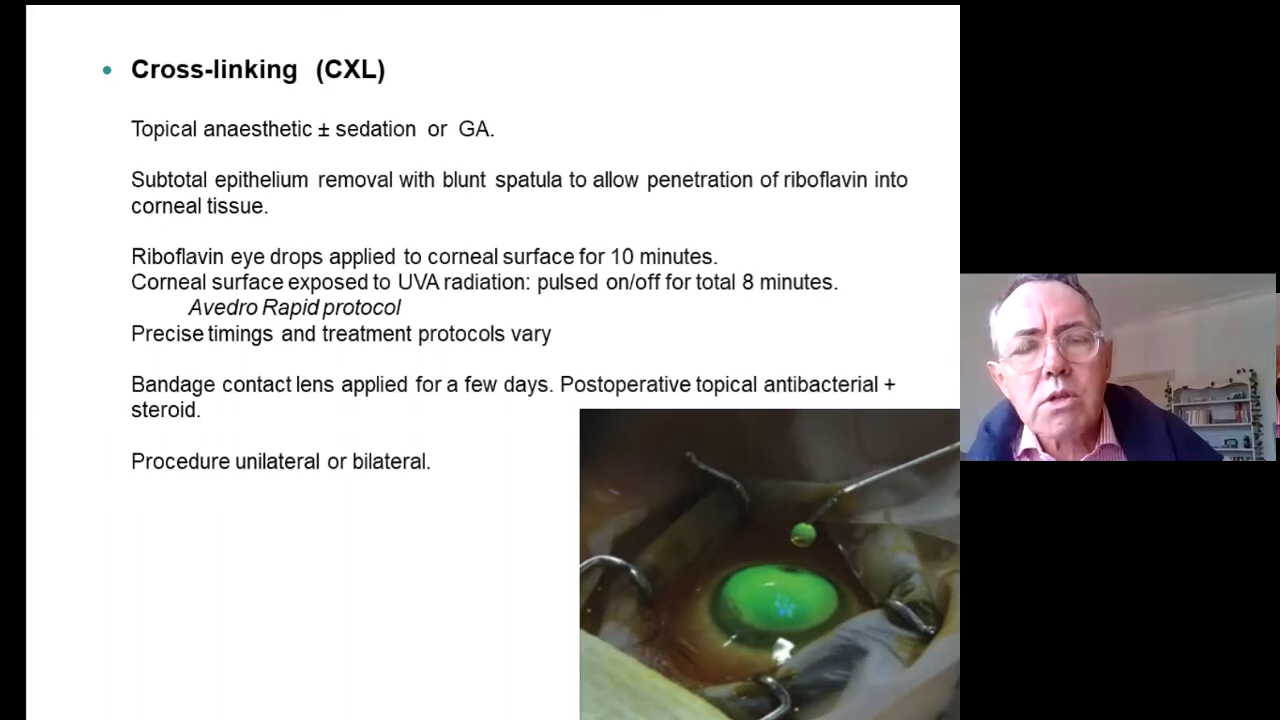 Cross-linking (CXL)
Topical anaesthetic ± sedation or GA.
Subtotal epithelium removal with blunt spatula to allow penetration of riboflavin into
corneal tissue.
Riboflavin eye drops applied to corneal surface for 10 minutes.
Corneal surface exposed to UVA radiation: pulsed on/off for total 8 minutes.
Avedro Rapid protocol
Precise timings and treatment protocols vary
Bandage contact lens applied for a few days. Postoperative topical antibacterial +
steroid.
Procedure unilateral or bilateral.